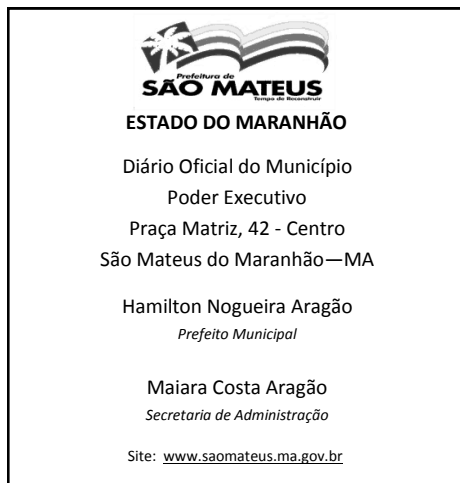 Prefeitura de
SÃO MATEUS
Tempo de Reconstruir
ESTADO DO MARANHÃO
Diário Oficial do Município
Poder Executivo
Praça Matriz, 42 - Centro
São Mateus do Maranhão—MA
Hamilton Nogueira Aragão
Prefeito Municipal
Maiara Costa Aragão
Secretaria de Administração
Site: www.saomateus.ma.gov.br